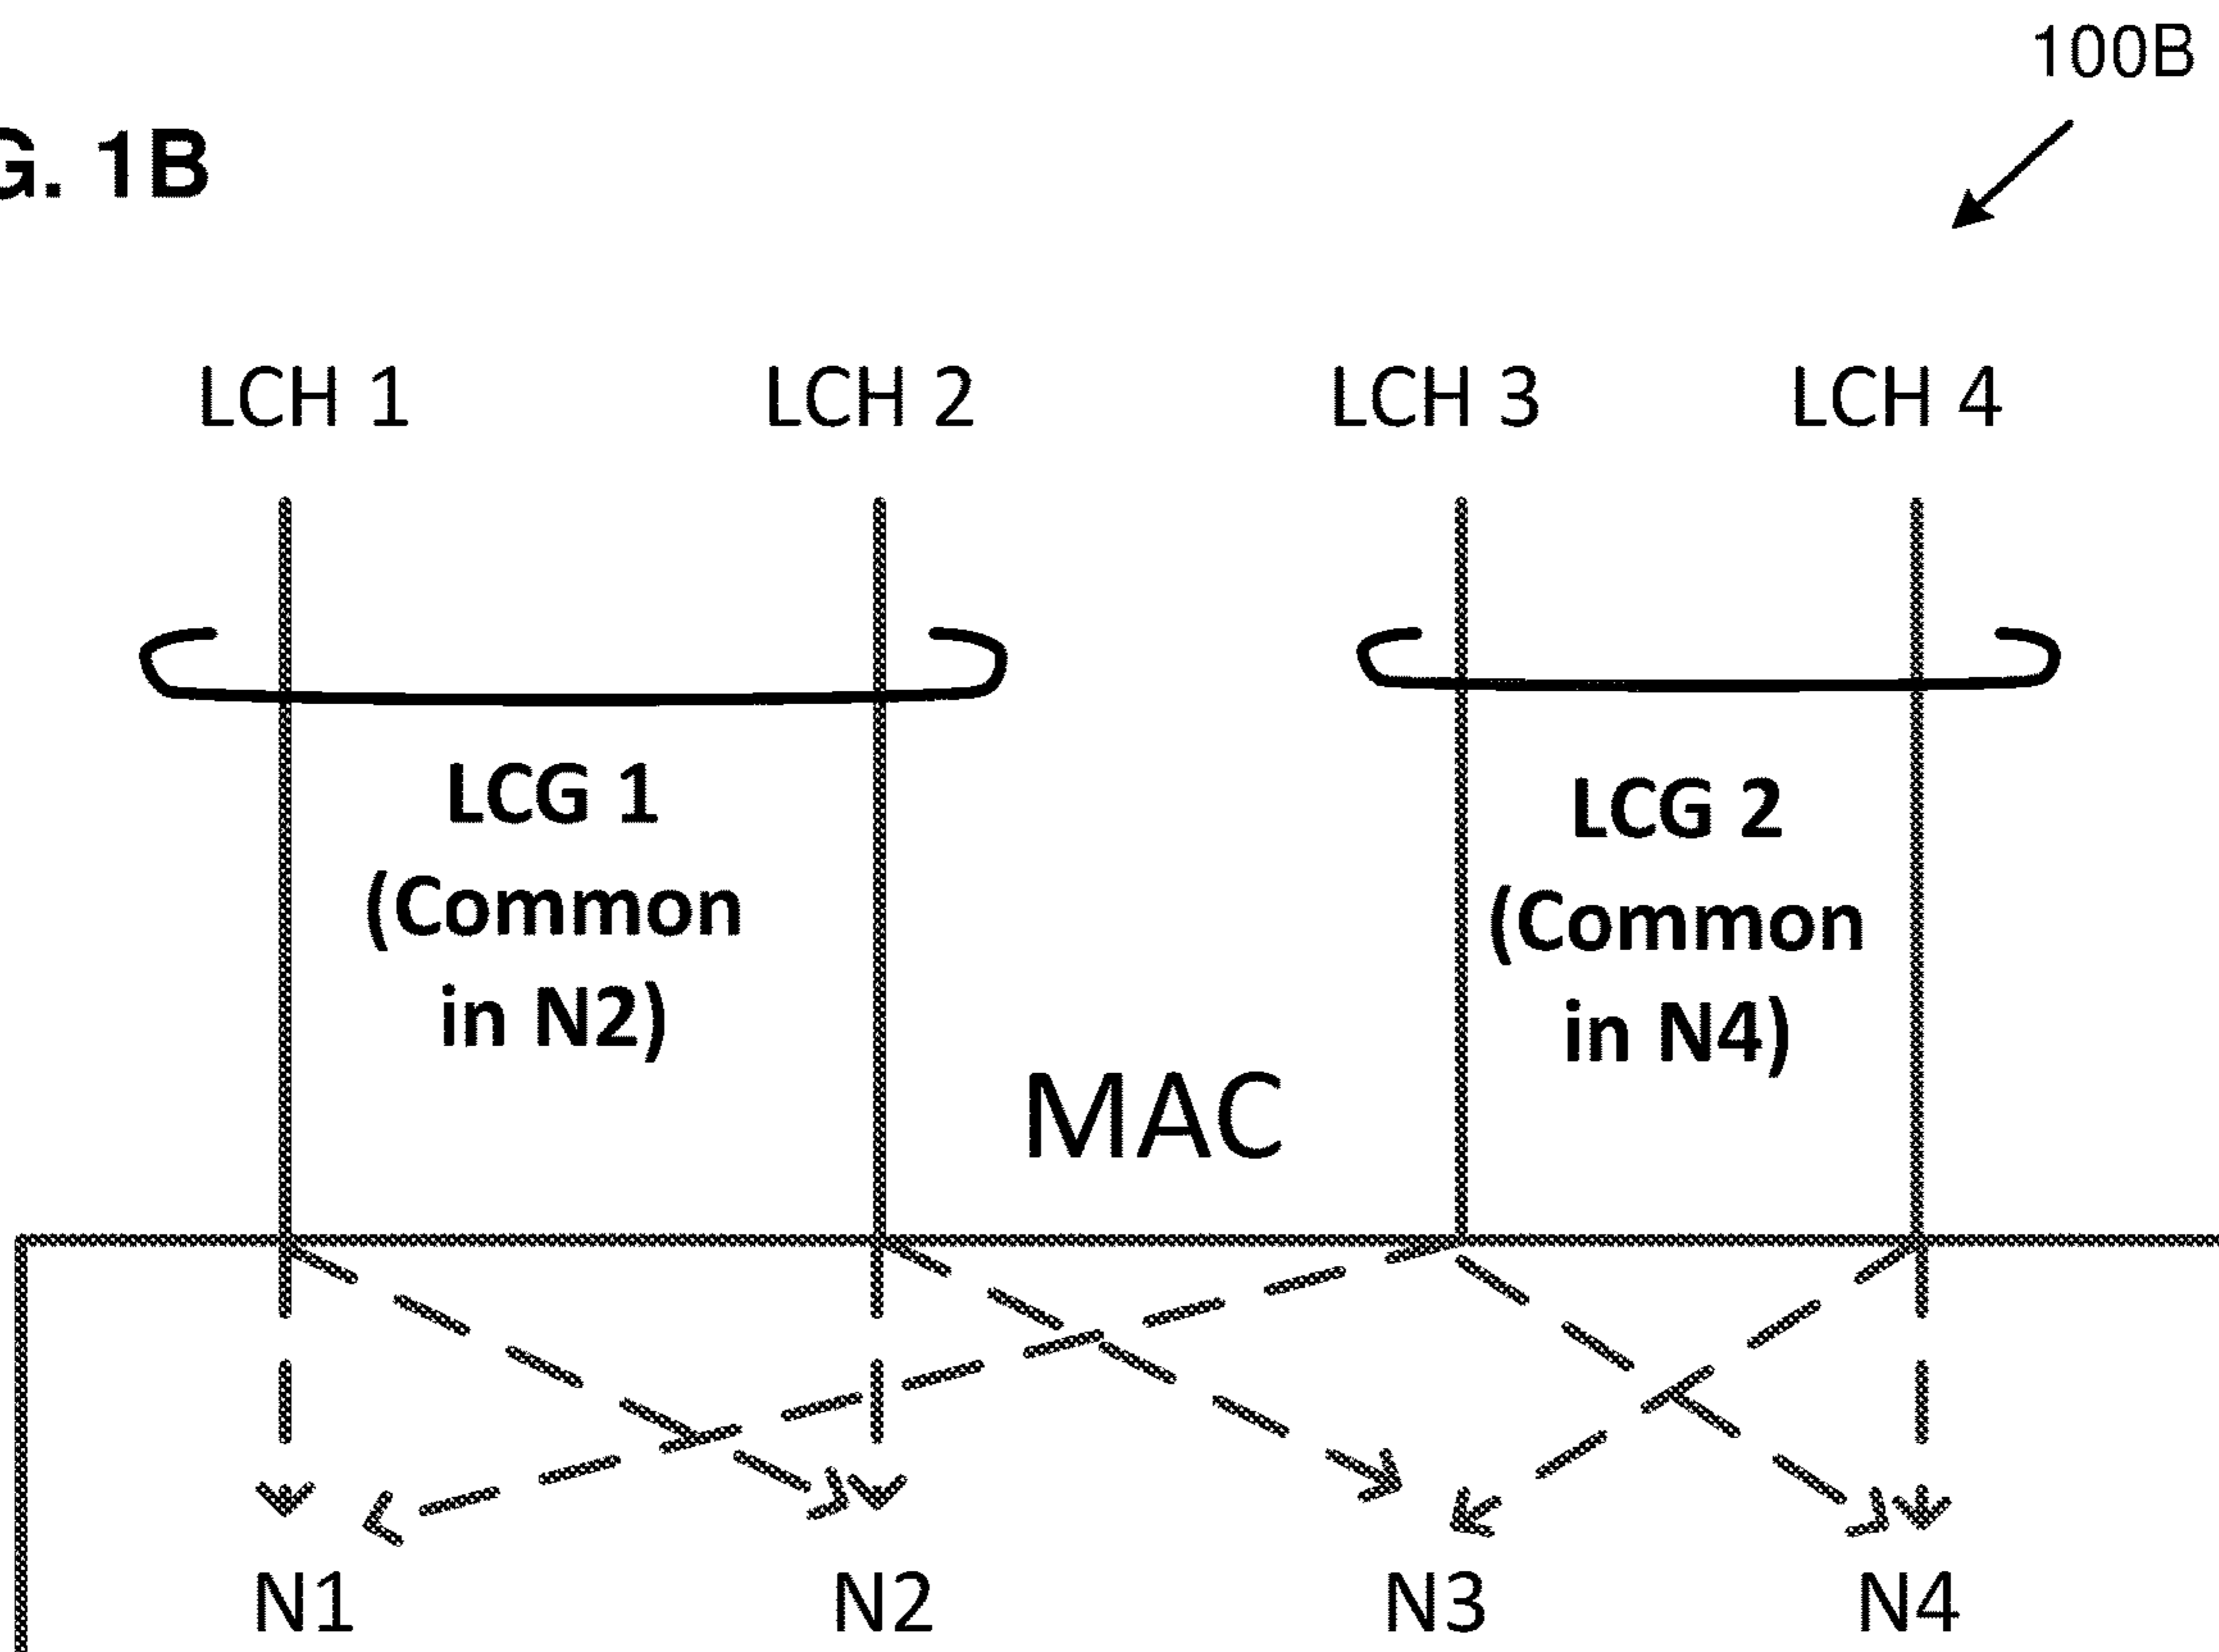 100B
G. 1B
LCH 1 LCH 2 LCH 3 LCH 4
LCG 1
(Common
in N2)
LCG 2
(Common
in N4)
MAC
N1 N2 N3 N4